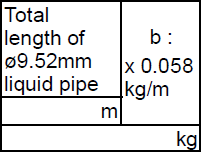 Total
length of
ø9.52mm
liquid pipe
b :
x 0.058
kg/m
m
kg